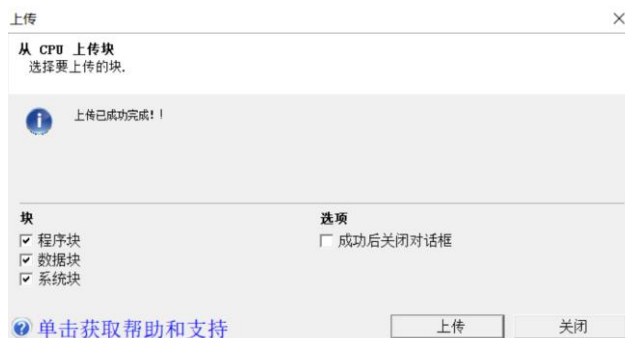 上传
从 CPU 上传块
选择要上传的块.
上传已成功完成!!
块
选项
程序块
成功后关闭对话框
数据块
系统块
单击获取帮助和支持
上传
关闭